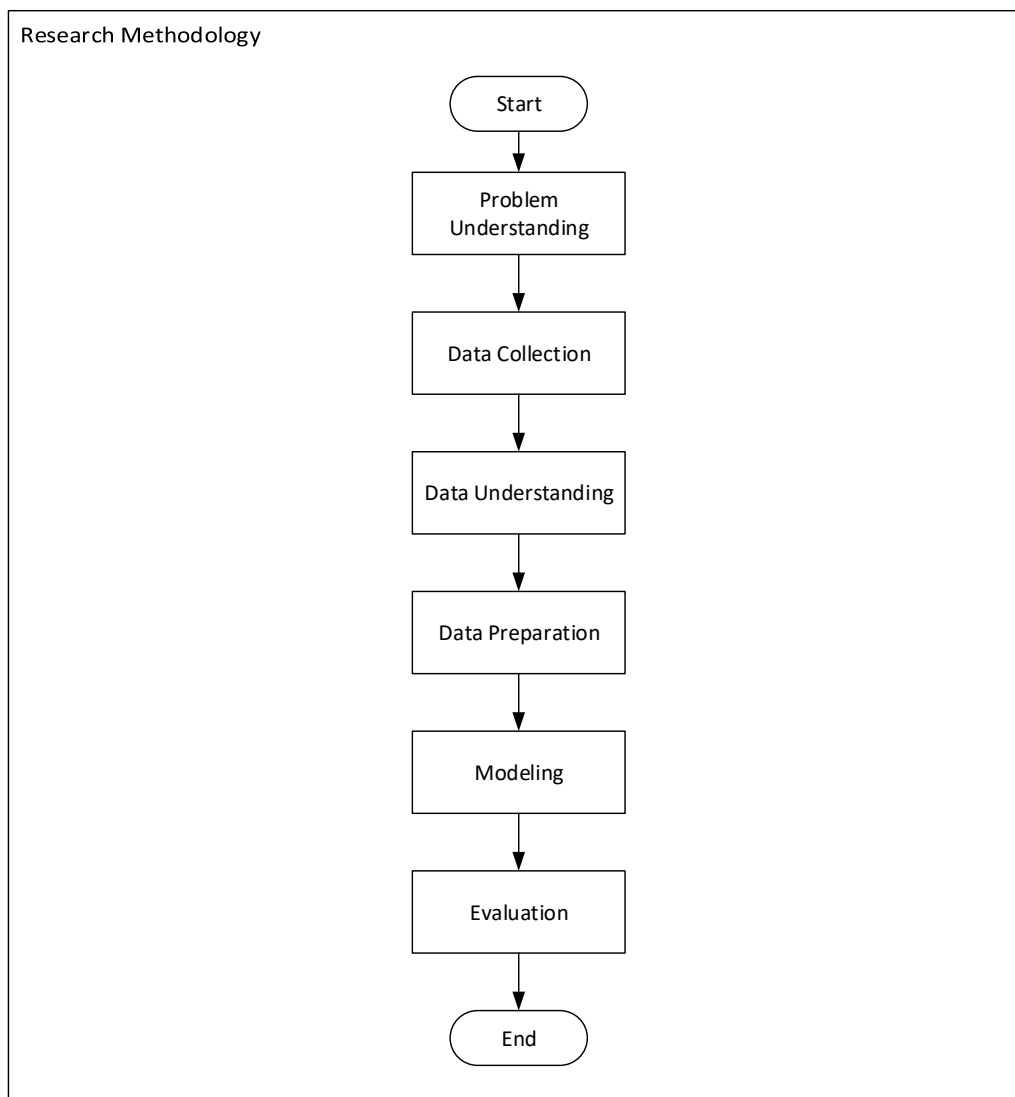 Research Methodology
Start
Problem
Understanding
Data Collection
Data Understanding
Data Preparation
Modeling
Evaluation
End